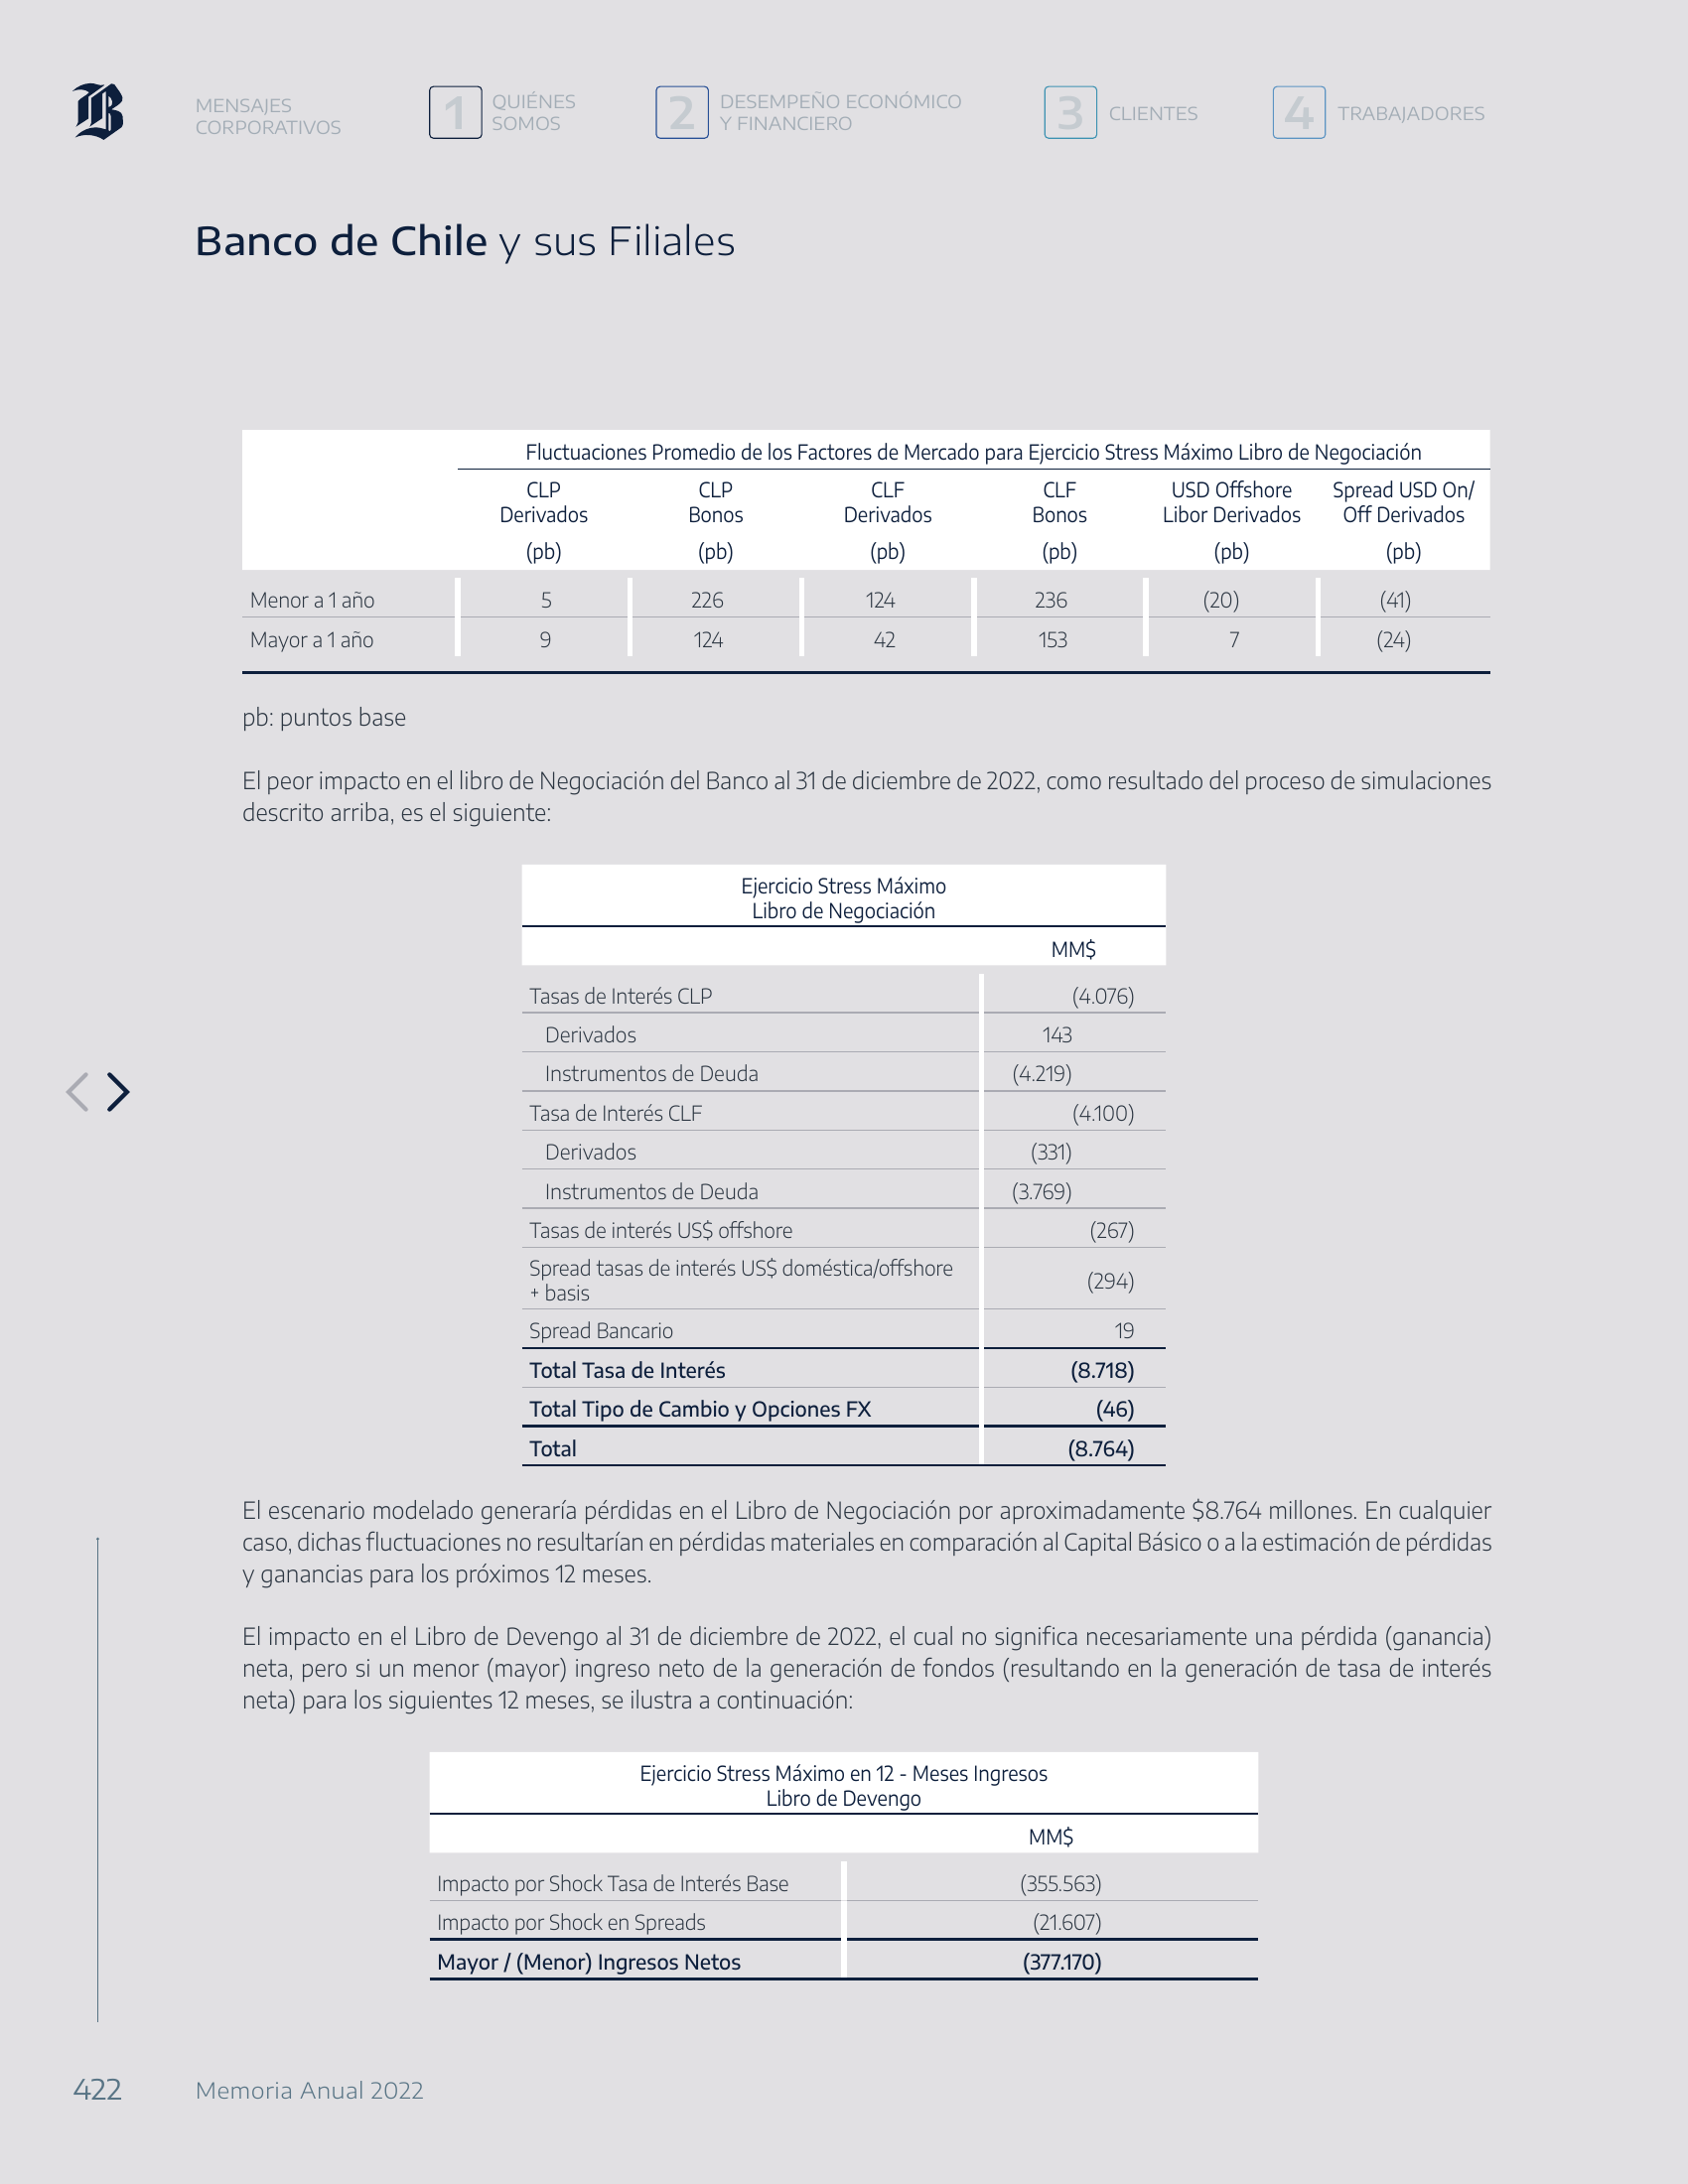 B
MENSAJES
CORPORATIVOS
1
QUIÉNES
SOMOS
2
DESEMPEÑO ECONÓMICO
Y FINANCIERO
3
CLIENTES
4
TRABAJADORES
Banco de Chile y sus Filiales
Fluctuaciones Promedio de los Factores de Mercado para Ejercicio Stress Máximo Libro de Negociación
CLP CLP CLF CLF USD Offshore Spread USD On/
Derivados Bonos Derivados Bonos Libor Derivados Off Derivados
(pb) (pb) (pb) (pb) (pb) (pb)
Menor a 1 año 5 226 124 236 (20) (41)
Mayor a 1 año 9 124 42 153 7 (24)
pb: puntos base
El peor impacto en el libro de Negociación del Banco al 31 de diciembre de 2022, como resultado del proceso de simulaciones
descrito arriba, es el siguiente:
Ejercicio Stress Máximo
Libro de Negociación
MM$
Tasas de Interés CLP (4.076)
Derivados 143
Instrumentos de Deuda (4.219)
Tasa de Interés CLF (4.100)
Derivados (331)
Instrumentos de Deuda (3.769)
Tasas de interés US$ offshore (267)
Spread tasas de interés US$ doméstica/offshore
+ basis (294)
Spread Bancario 19
Total Tasa de Interés (8.718)
Total Tipo de Cambio y Opciones FX (46)
Total (8.764)
El escenario modelado generaría pérdidas en el Libro de Negociación por aproximadamente $8.764 millones. En cualquier
caso, dichas fluctuaciones no resultarían en pérdidas materiales en comparación al Capital Básico o a la estimación de pérdidas
y ganancias para los próximos 12 meses.
El impacto en el Libro de Devengo al 31 de diciembre de 2022, el cual no significa necesariamente una pérdida (ganancia)
neta, pero si un menor (mayor) ingreso neto de la generación de fondos (resultando en la generación de tasa de interés
neta) para los siguientes 12 meses, se ilustra a continuación:
Ejercicio Stress Máximo en 12 - Meses Ingresos
Libro de Devengo
MM$
Impacto por Shock Tasa de Interés Base (355.563)
Impacto por Shock en Spreads (21.607)
Mayor / (Menor) Ingresos Netos (377.170)
422
Memoria Anual 2022